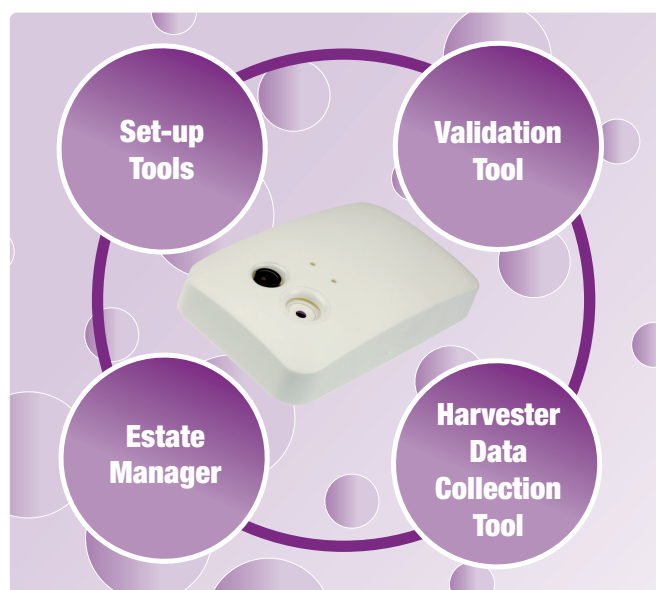 Set-up
Tools
Validation
Tool
Estate
Manager
Harvester
Data
Collection
Tool